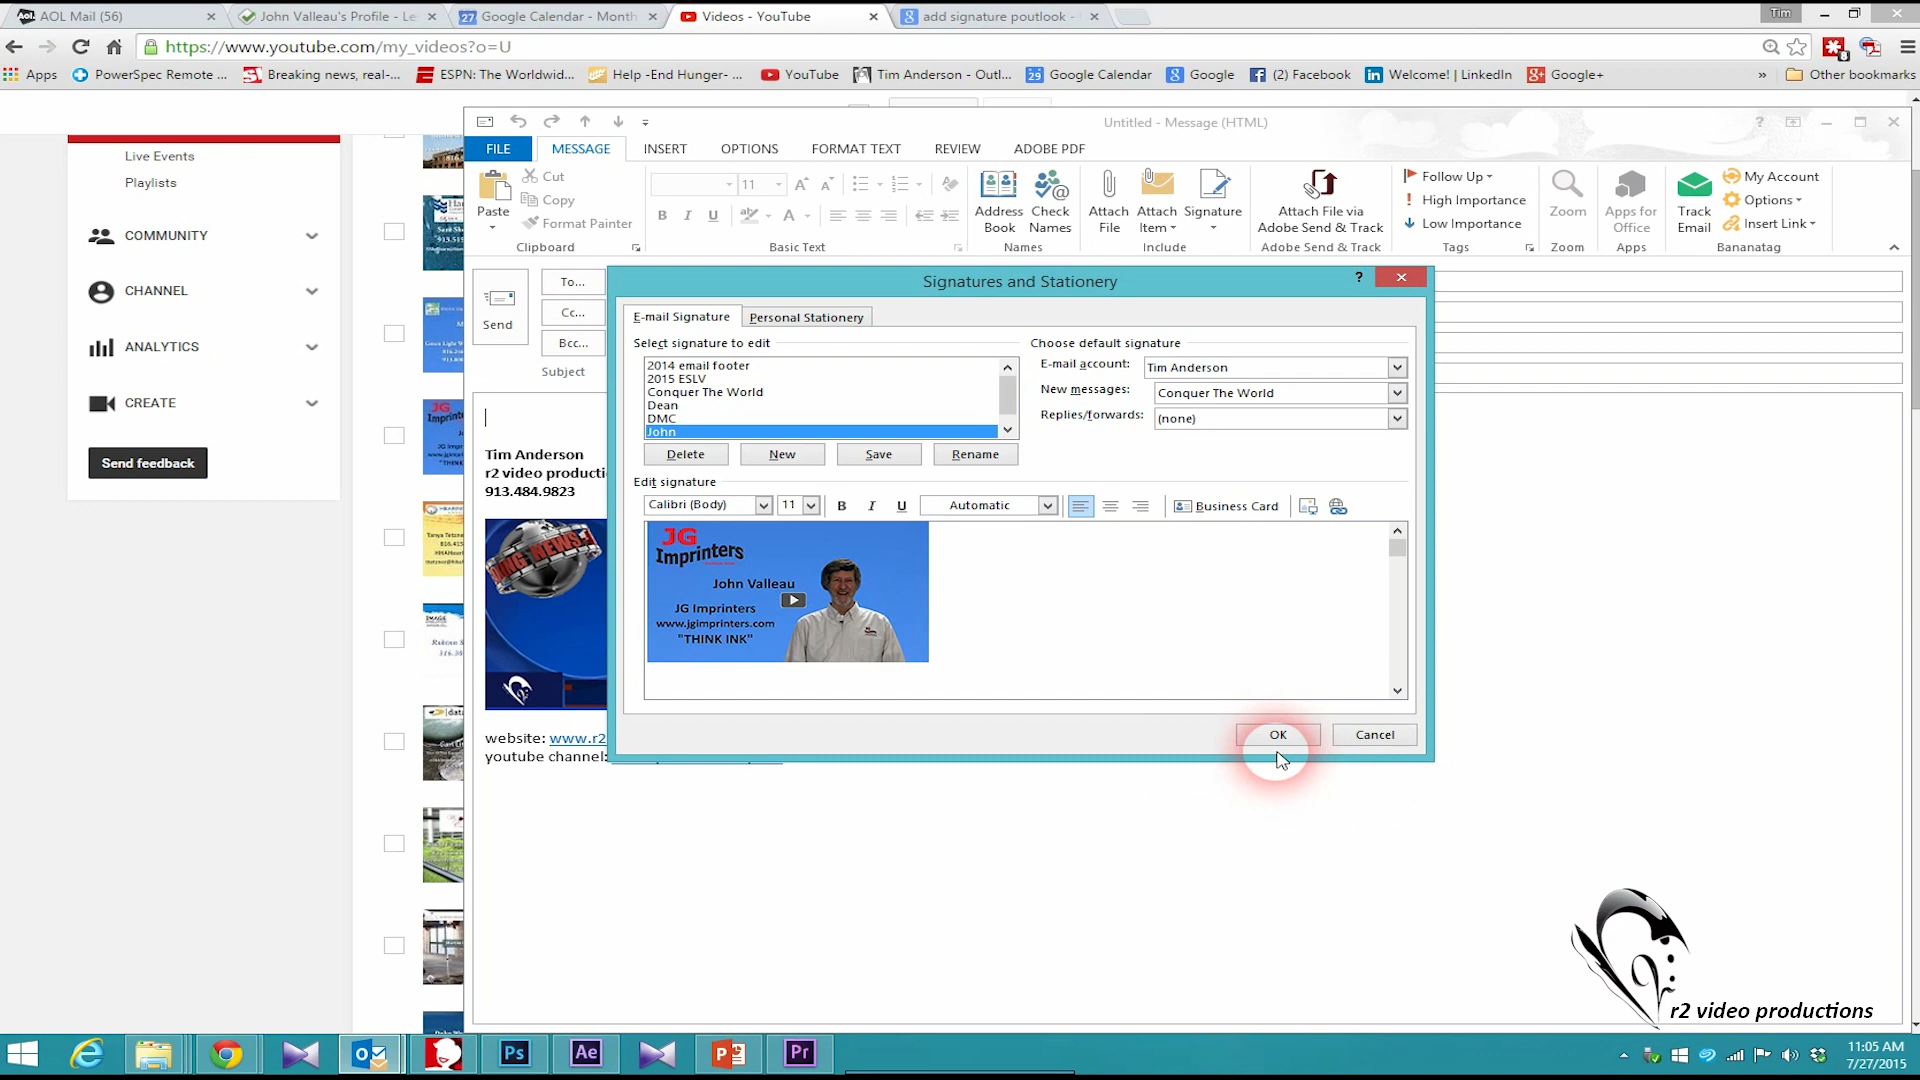 AOL Mail (56)
John Valleau's Profile - Le
Google Calendar - Month
Videos - YouTube
add signature poutlook -
Tim
https://www.youtube.com/my_videos?o=U
Apps
PowerSpec Remote ...
Breaking news, real-...
ESPN: The Worldwid...
Help -End Hunger- ...
YouTube
Tim Anderson - Outl...
Google Calendar
Google
(2) Facebook
Welcome! | LinkedIn
Google+
»
Other bookmarks
Live Events
Playlists
COMMUNITY
CHANNEL
ANALYTICS
CREATE
Send feedback
Untitled - Message (HTML)
FILE
MESSAGE
INSERT
OPTIONS
FORMAT TEXT
REVIEW
ADOBE PDF
Paste
Cut
Copy
Format Painter
Clipboard
11
B I U
Basic Text
Address Book
Check Names
Names
Attach File
Attach Item
Signature
Include
Attach File via
Adobe Send & Track
Adobe Send & Track
Follow Up
High Importance
Low Importance
Tags
Zoom
Zoom
Apps for Office
Apps
Track Email
My Account
Options
Insert Link
Bananatag
Send
To...
Cc...
Bcc...
Subject
Tim Anderson
r2 video producti
913.484.9823
website: www.r2
youtube channel:
Signatures and Stationery
E-mail Signature
Personal Stationery
Select signature to edit
2014 email footer
2015 ESLV
Conquer The World
Dean
DMC
John
Delete
New
Save
Rename
Choose default signature
E-mail account:
Tim Anderson
New messages:
Conquer The World
Replies/forwards:
(none)
Edit signature
Calibri (Body)
11
B I U
Automatic
Business Card
JG
Imprinters
John Valleau
JG Imprinters
www.jgimprinters.com
"THINK INK"
OK
Cancel
r2 video productions
Ps
Ae
Pr
11:05 AM
7/27/2015